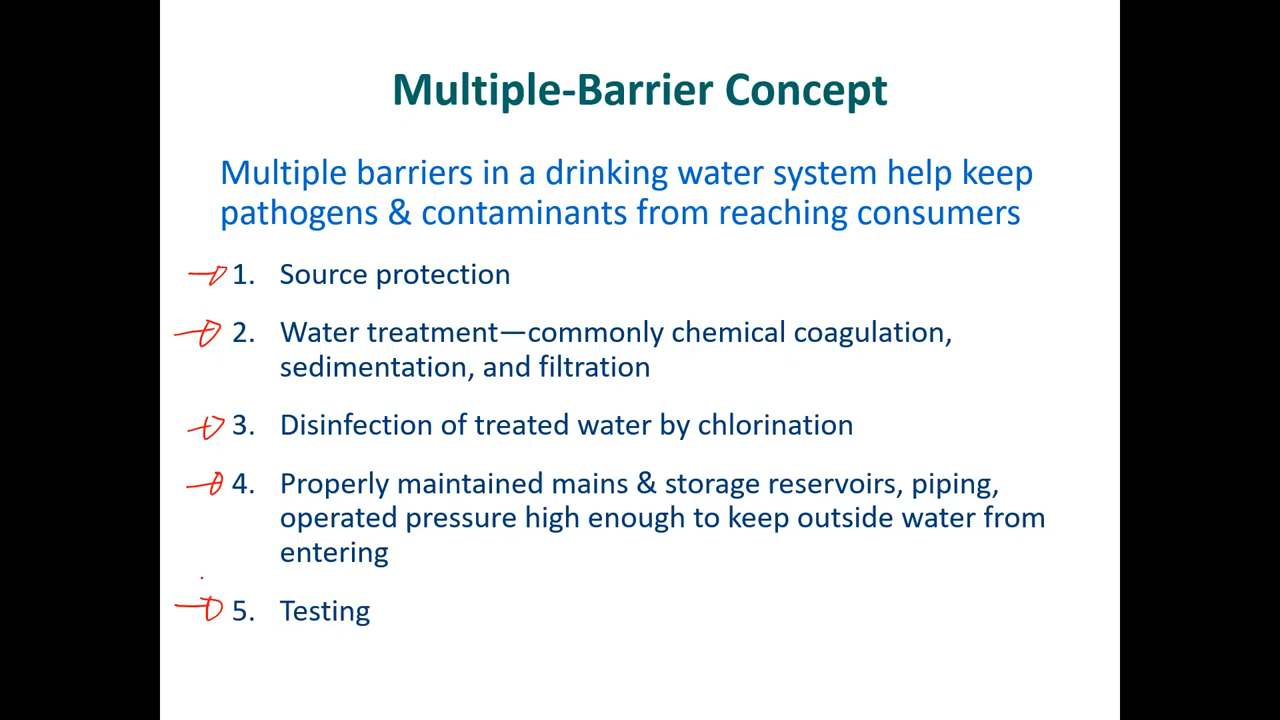 Multiple-Barrier Concept
Multiple barriers in a drinking water system help keep
pathogens & contaminants from reaching consumers
1. Source protection
2. Water treatment—commonly chemical coagulation,
sedimentation, and filtration
3. Disinfection of treated water by chlorination
4. Properly maintained mains & storage reservoirs, piping,
operated pressure high enough to keep outside water from
entering
5. Testing